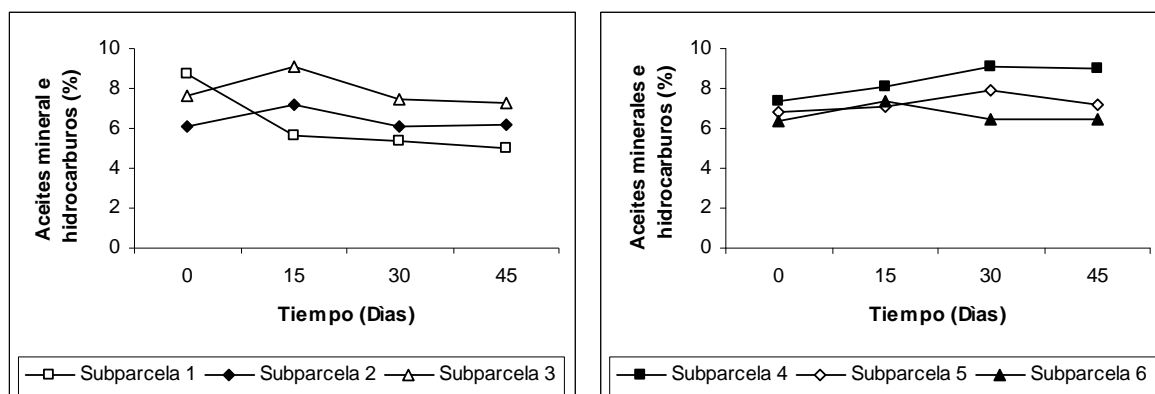 Aceites mineral e
hidrocarburos (%)
10
8
6
4
2
0
0 15 30 45
Tiempo (Dìas)
Subparcela 1 Subparcela 2 Subparcela 3
Aceites minerales e
hidrocarburos (%)
10
8
6
4
2
0
0 15 30 45
Tiempo (Dìas)
Subparcela 4 Subparcela 5 Subparcela 6